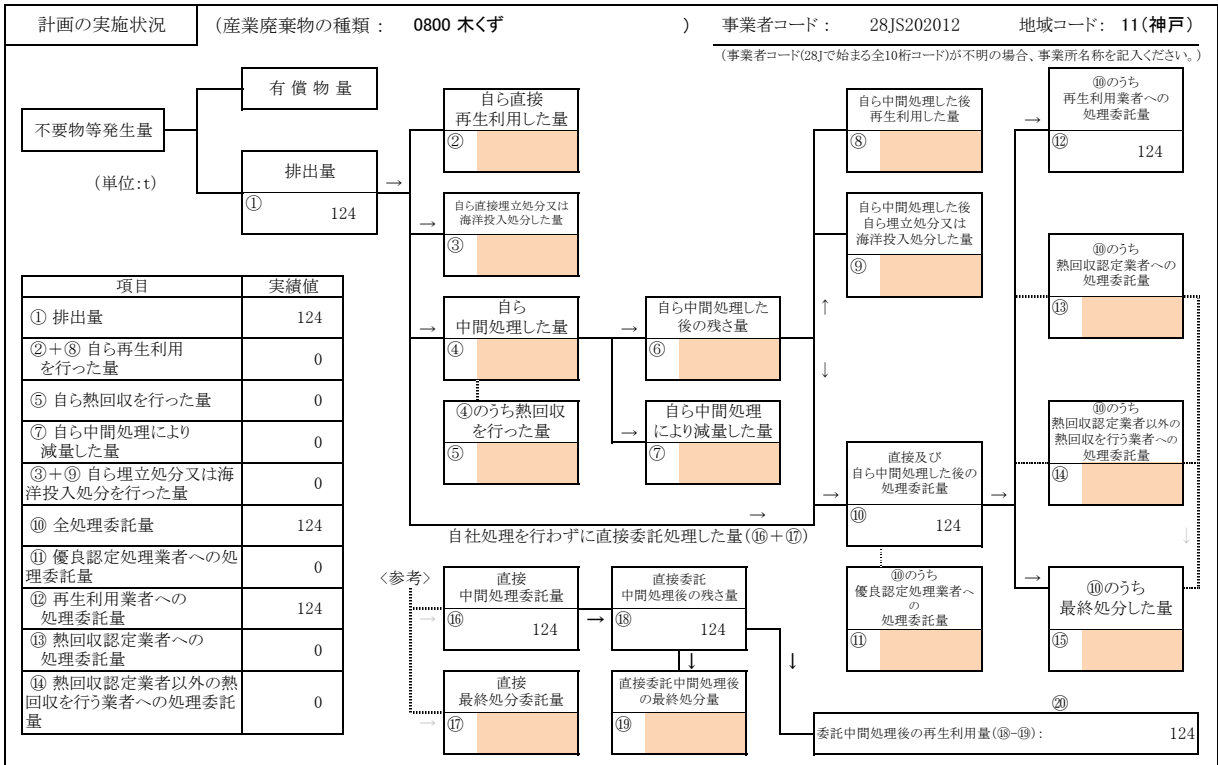 計画の実施状況 (産業廃棄物の種類： 0800 木くず ) 事業者コード： 28JS202012 地域コード： 11(神戸)
(事業者コード(28Jで始まる全10桁コード)が不明の場合、事業所名称を記入ください。)
有 償 物 量
不要物等発生量
(単位:t)
排出量
→
①
124
自ら直接
再生利用した量
②
→
自ら直接埋立処分又は
海洋投入処分した量
③
→
自ら
中間処理した量
④
④のうち熱回収
を行った量
⑤
→
自ら中間処理した
後の残さ量
⑥
→
自ら中間処理
により減量した量
⑦
自ら中間処理した後
再生利用した量
⑧
自ら中間処理した後
自ら埋立処分又は
海洋投入処分した量
⑨
↑
↓
→
直接及び
自ら中間処理した後の
処理委託量
⑩
124
→
⑩のうち
優良認定処理業者へ
の
処理委託量
⑪
→
⑩のうち
再生利用業者への
処理委託量
⑫
124
⑩のうち
熱回収認定業者への
処理委託量
⑬
⑩のうち
熱回収認定業者以外の
熱回収を行う業者への
処理委託量
⑭
↓
→
⑩のうち
最終処分した量
⑮
→
自社処理を行わずに直接委託処理した量(⑯＋⑰)
項目 実績値
① 排出量 124
②＋⑧ 自ら再生利用
を行った量 0
⑤ 自ら熱回収を行った量 0
⑦ 自ら中間処理により
減量した量 0
③＋⑨ 自ら埋立処分又は海
洋投入処分を行った量 0
⑩ 全処理委託量 124
⑪ 優良認定処理業者への処
理委託量 0
⑫ 再生利用業者への
処理委託量 124
⑬ 熱回収認定業者への
処理委託量 0
⑭ 熱回収認定業者以外の熱
回収を行う業者への処理委託
量 0
〈参考〉
→
直接
中間処理委託量
⑯
124
→
直接委託
中間処理後の残さ量
⑱
124
↓
↓
→
直接
最終処分委託量
⑰
直接委託中間処理後
の最終処分量
⑲
⑳
委託中間処理後の再生利用量(⑱-⑲)： 124